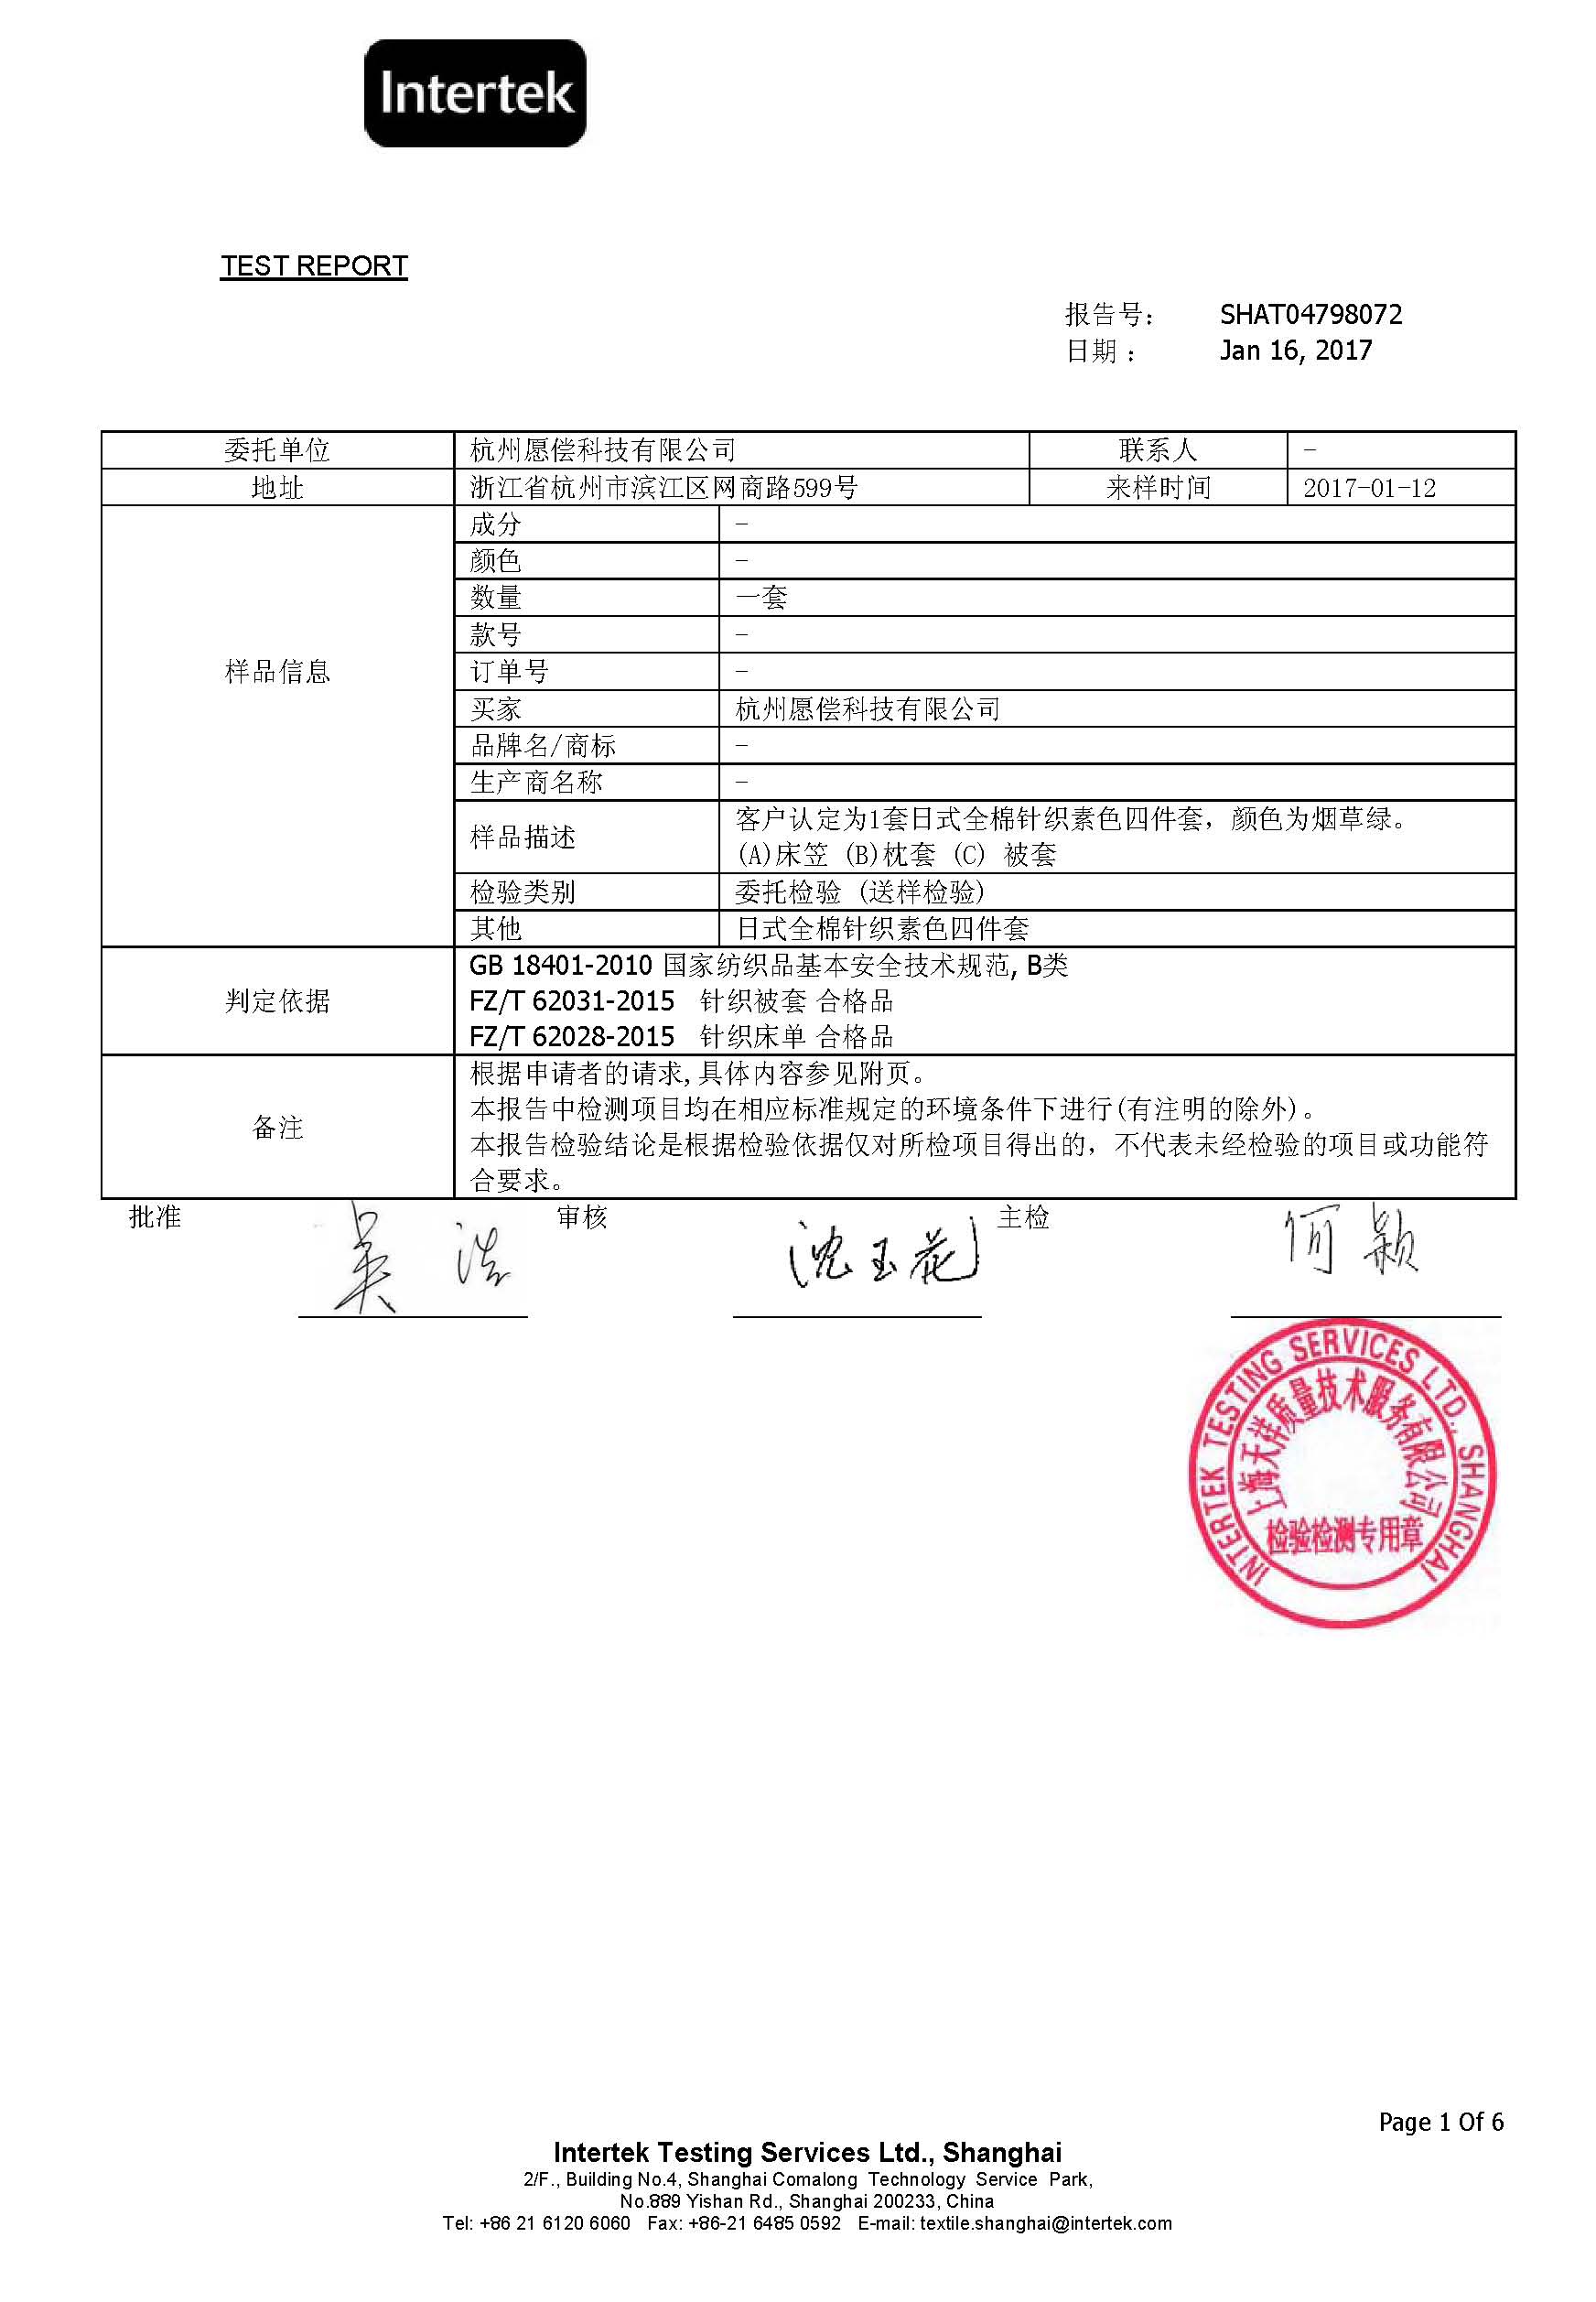 Intertek
TEST REPORT
报告号： SHAT04798072
日期： Jan 16, 2017
委托单位 杭州愿偿科技有限公司 联系人 -
地址 浙江省杭州市滨江区网商路599号 来样时间 2017-01-12
样品信息
成分 -
颜色 -
数量 一套
款号 -
订单号 -
买家 杭州愿偿科技有限公司
品牌名/商标 -
生产商名称 -
样品描述 客户认定为1套日式全棉针织素色四件套，颜色为烟草绿。
(A)床笠 (B)枕套 (C) 被套
检验类别 委托检验 (送样检验)
其他 日式全棉针织素色四件套
判定依据
GB 18401-2010 国家纺织品基本安全技术规范, B类
FZ/T 62031-2015 针织被套 合格品
FZ/T 62028-2015 针织床单 合格品
备注
根据申请者的请求,具体内容参见附页。
本报告中检测项目均在相应标准规定的环境条件下进行(有注明的除外)。
本报告检验结论是根据检验依据仅对所检项目得出的，不代表未经检验的项目或功能符
合要求。
批准 吴浩 审核 沈玉花 主检 何颖
INTERTEK TESTING SERVICES LTD., SHANGHAI
上海天祥质量技术服务有限公司
检验检测专用章
Page 1 Of 6
Intertek Testing Services Ltd., Shanghai
2/F., Building No.4, Shanghai Comalong Technology Service Park,
No.889 Yishan Rd., Shanghai 200233, China
Tel: +86 21 6120 6060 Fax: +86-21 6485 0592 E-mail: textile.shanghai@intertek.com